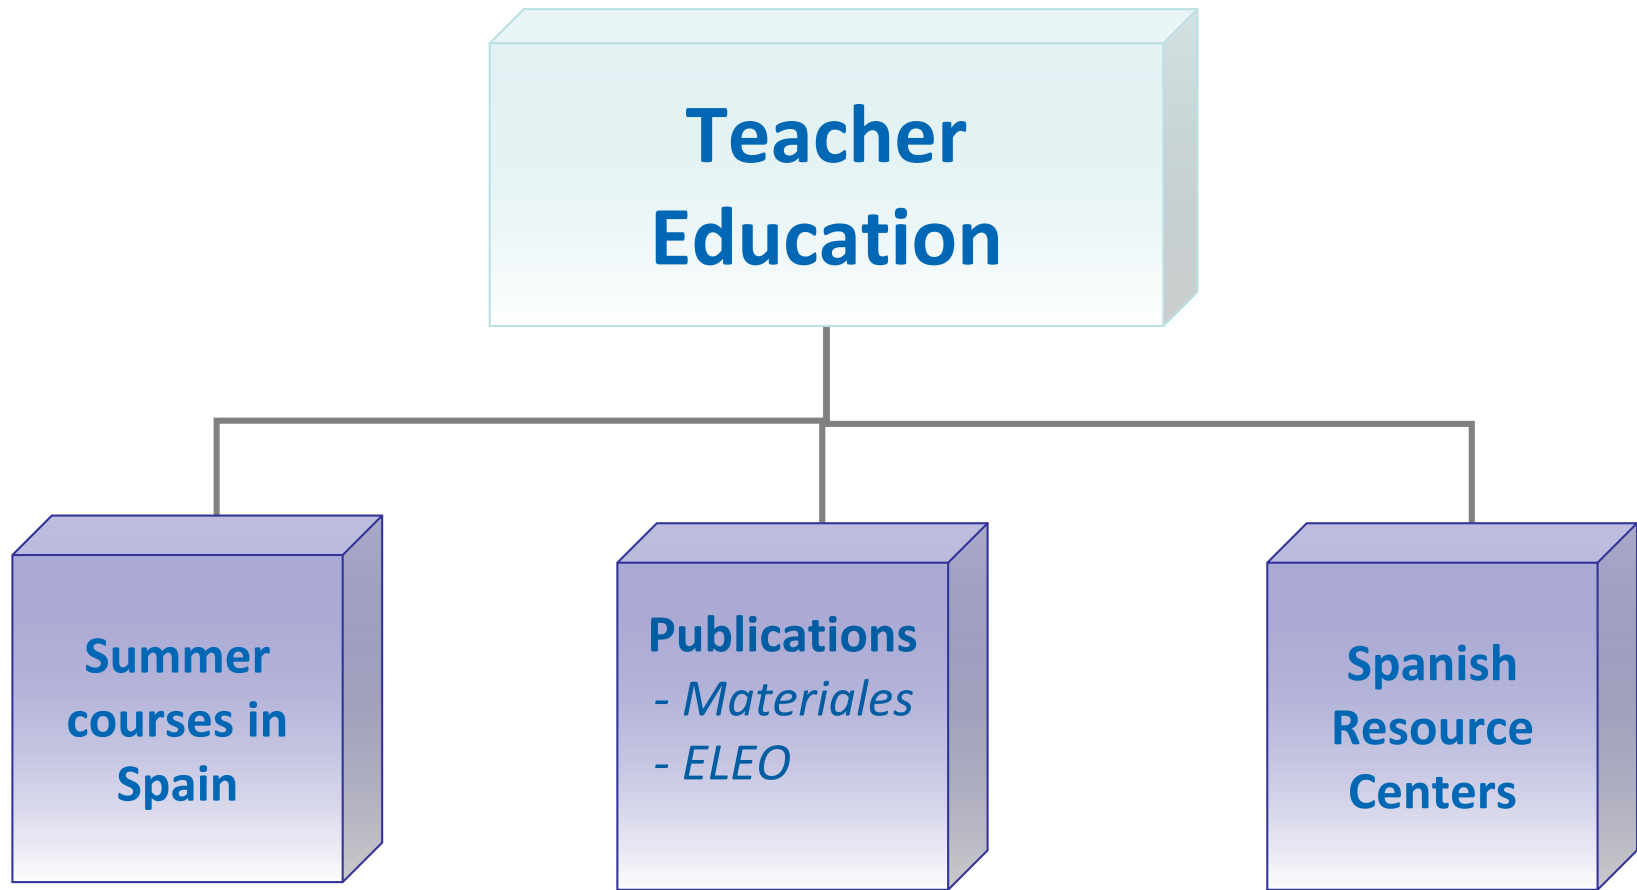 Teacher
Education
Summer
courses in
Spain
Publications
- Materiales
- ELEO
Spanish
Resource
Centers